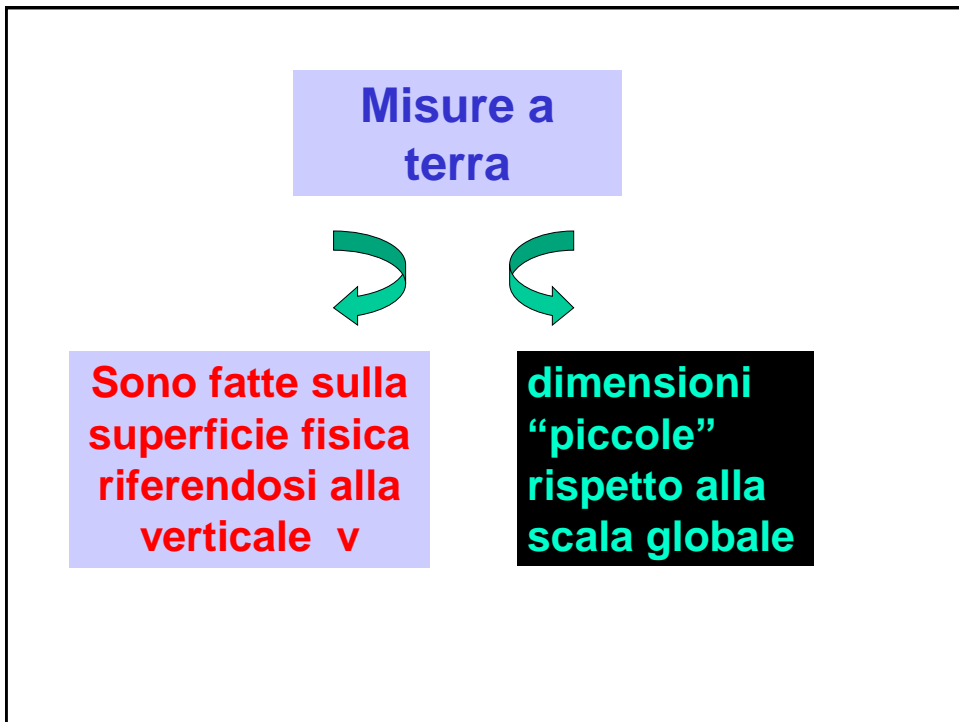 Misure a
terra
Sono fatte sulla
superficie fisica
riferendosi alla
verticale  v
dimensioni
“piccole”
rispetto alla
scala globale